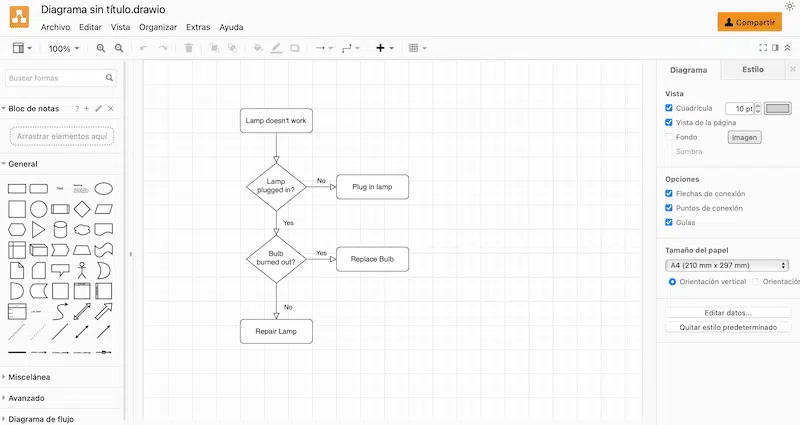 Diagrama sin título.drawio
Archivo Editar Vista Organizar Extras Ayuda
Compartir
100%
Buscar formas
Bloc de notas
Arrastrar elementos aquí
General
Text
Miscelánea
Avanzado
Diagrama de flujo
Lamp doesn't work
Lamp
plugged in?
No
Plug in lamp
Yes
Bulb
burned out?
Yes
Replace Bulb
No
Repair Lamp
Diagrama Estilo
Vista
Cuadrícula 10 pt
Vista de la página
Fondo Imagen
Sombra
Opciones
Flechas de conexión
Puntos de conexión
Guías
Tamaño del papel
A4 (210 mm x 297 mm)
Orientación vertical Orientación
Editar datos...
Quitar estilo predeterminado